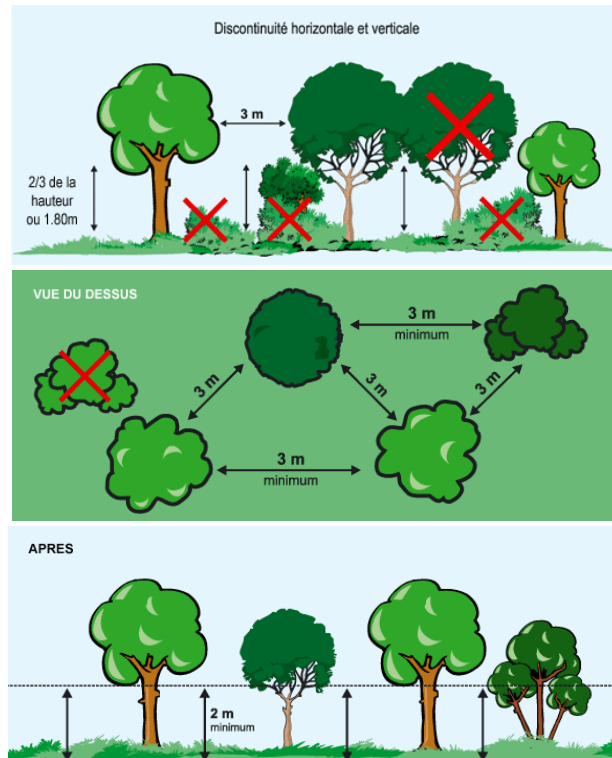 Discontinuité horizontale et verticale
3 m
2/3 de la
hauteur
ou 1.80m
VUE DU DESSUS
3 m
minimum
3 m
3 m
3 m
3 m
minimum
APRES
2 m
minimum